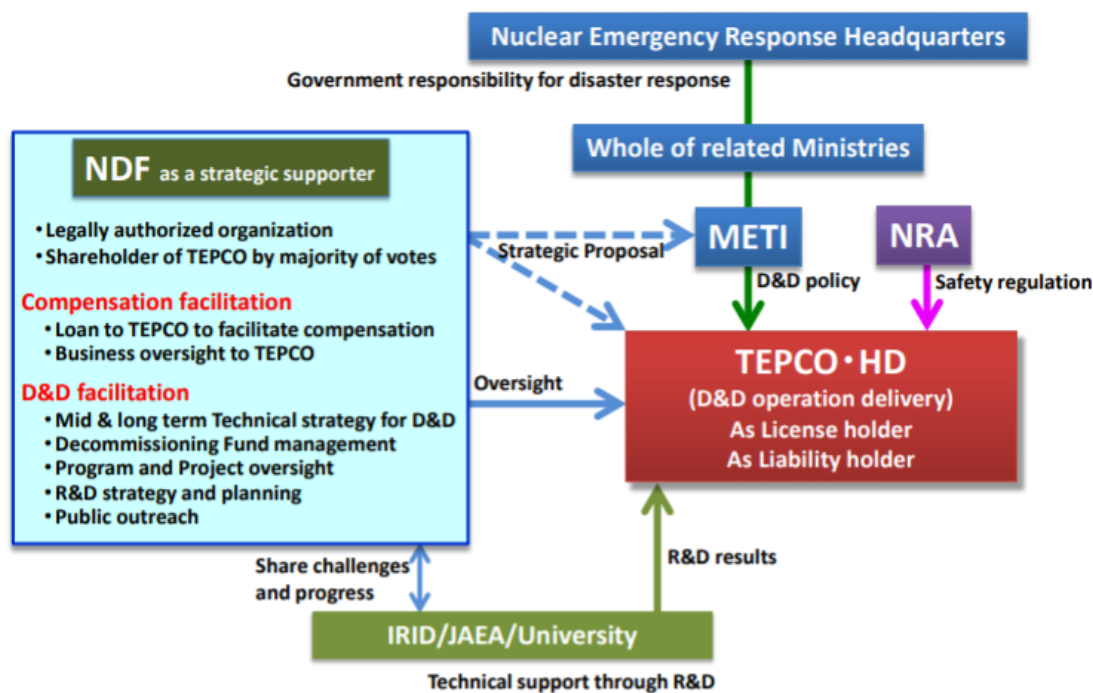 Nuclear Emergency Response Headquarters
Government responsibility for disaster response
Whole of related Ministries
NDF as a strategic supporter
・Legally authorized organization
・Shareholder of TEPCO by majority of votes
Compensation facilitation
・Loan to TEPCO to facilitate compensation
・Business oversight to TEPCO
D&D facilitation
・Mid & long term Technical strategy for D&D
・Decommissioning Fund management
・Program and Project oversight
・R&D strategy and planning
・Public outreach
Strategic Proposal
METI
NRA
D&D policy
Safety regulation
Oversight
TEPCO・HD
(D&D operation delivery)
As License holder
As Liability holder
Share challenges
and progress
R&D results
IRID/JAEA/University
Technical support through R&D